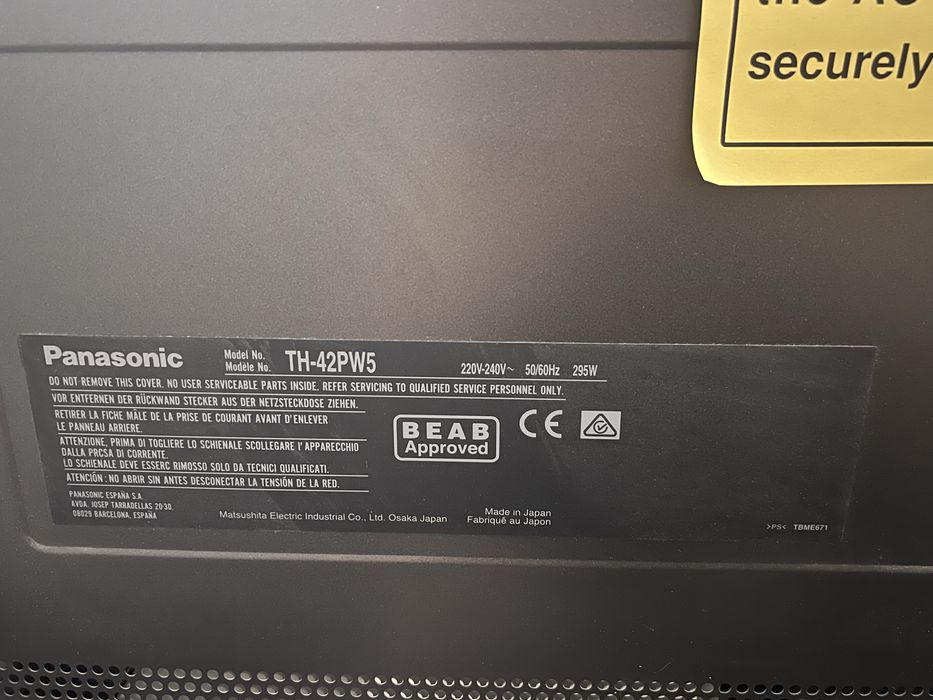 securely
Panasonic
Model No.
Modèle No.
TH-42PW5
220V-240V~ 50/60Hz 295W
DO NOT REMOVE THIS COVER. NO USER SERVICEABLE PARTS INSIDE. REFER SERVICING TO QUALIFIED SERVICE PERSONNEL ONLY.
VOR ENTFERNEN DER RÜCKWAND STECKER AUS DER NETZSTECKDOSE ZIEHEN.
RETIRER LA FICHE MÂLE DE LA PRISE DE COURANT AVANT D'ENLEVER
LE PANNEAU ARRIERE.
ATTENZIONE, PRIMA DI TOGLIERE LO SCHIENALE SCOLLEGARE I'APPARECCHIO
DALLA PRCSA DI CORRENTE.
LO SCHIENALE DEVE ESSERC RIMOSSO SOLO DA TECNICI QUALIFICATI.
ATENCIÓN : NO ABRIR SIN ANTES DESCONECTAR LA TENSIÓN DE LA RED.
BEAB
Approved
CE
PANASONIC ESPAÑA S.A.
AVDA. JOSEP TARRADELLAS 20-30,
08029 BARCELONA, ESPAÑA
Matsushita Electric Industrial Co., Ltd. Osaka Japan
Made in Japan
Fabriqué au Japon
>PS< TBME671